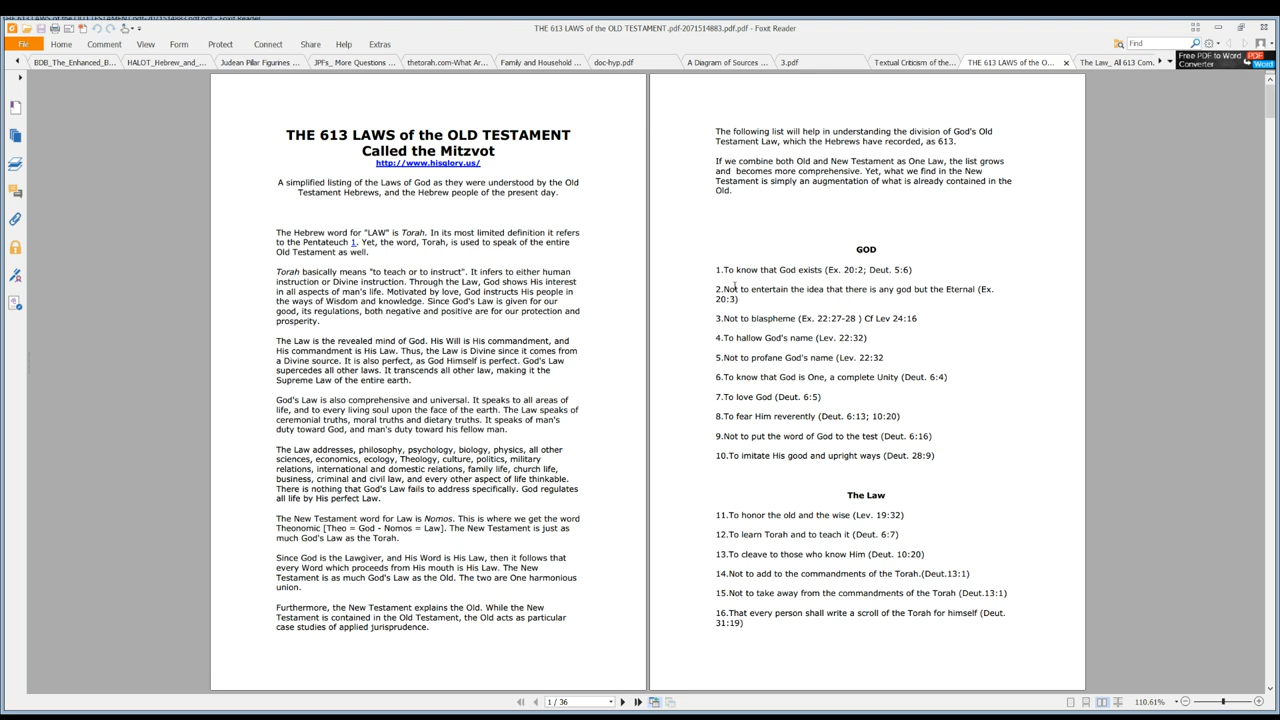 THE 613 LAWS of the OLD TESTAMENT.pdf-2071514883.pdf.pdf - Foxit Reader
File Home Comment View Form Protect Connect Share Help Extras
Find
BDB_The_Enhanced_B... HALOT_Hebrew_and_... Judean Pillar Figurines ... JPFs_ More Questions ... thetorah.com-What Ar... Family and Household ... doc-hyp.pdf A Diagram of Sources ... 3.pdf Textual Criticism of the... THE 613 LAWS of the O... The Law_ All 613 Com...
Free PDF to Word
Converter
PDF
Word
THE 613 LAWS of the OLD TESTAMENT
Called the Mitzvot
http://www.hisglory.us/
A simplified listing of the Laws of God as they were understood by the Old
Testament Hebrews, and the Hebrew people of the present day.
The Hebrew word for "LAW" is Torah. In its most limited definition it refers
to the Pentateuch 1. Yet, the word, Torah, is used to speak of the entire
Old Testament as well.
Torah basically means "to teach or to instruct". It infers to either human
instruction or Divine instruction. Through the Law, God shows His interest
in all aspects of man's life. Motivated by love, God instructs His people in
the ways of Wisdom and knowledge. Since God's Law is given for our
good, its regulations, both negative and positive are for our protection and
prosperity.
The Law is the revealed mind of God. His Will is His commandment, and
His commandment is His Law. Thus, the Law is Divine since it comes from
a Divine source. It is also perfect, as God Himself is perfect. God's Law
supercedes all other laws. It transcends all other law, making it the
Supreme Law of the entire earth.
God's Law is also comprehensive and universal. It speaks to all areas of
life, and to every living soul upon the face of the earth. The Law speaks of
ceremonial truths, moral truths and dietary truths. It speaks of man's
duty toward God, and man's duty toward his fellow man.
The Law addresses, philosophy, psychology, biology, physics, all other
sciences, economics, ecology, Theology, culture, politics, military
relations, international and domestic relations, family life, church life,
business, criminal and civil law, and every other aspect of life thinkable.
There is nothing that God's Law fails to address specifically. God regulates
all life by His perfect Law.
The New Testament word for Law is Nomos. This is where we get the word
Theonomic [Theo = God - Nomos = Law]. The New Testament is just as
much God's Law as the Torah.
Since God is the Lawgiver, and His Word is His Law, then it follows that
every Word which proceeds from His mouth is His Law. The New
Testament is as much God's Law as the Old. The two are One harmonious
union.
Furthermore, the New Testament explains the Old. While the New
Testament is contained in the Old Testament, the Old acts as particular
case studies of applied jurisprudence.
The following list will help in understanding the division of God's Old
Testament Law, which the Hebrews have recorded, as 613.
If we combine both Old and New Testament as One Law, the list grows
and becomes more comprehensive. Yet, what we find in the New
Testament is simply an augmentation of what is already contained in the
Old.
GOD
1.To know that God exists (Ex. 20:2; Deut. 5:6)
2.Not to entertain the idea that there is any god but the Eternal (Ex.
20:3)
3.Not to blaspheme (Ex. 22:27-28 ) Cf Lev 24:16
4.To hallow God's name (Lev. 22:32)
5.Not to profane God's name (Lev. 22:32
6.To know that God is One, a complete Unity (Deut. 6:4)
7.To love God (Deut. 6:5)
8.To fear Him reverently (Deut. 6:13; 10:20)
9.Not to put the word of God to the test (Deut. 6:16)
10.To imitate His good and upright ways (Deut. 28:9)
The Law
11.To honor the old and the wise (Lev. 19:32)
12.To learn Torah and to teach it (Deut. 6:7)
13.To cleave to those who know Him (Deut. 10:20)
14.Not to add to the commandments of the Torah.(Deut.13:1)
15.Not to take away from the commandments of the Torah (Deut.13:1)
16.That every person shall write a scroll of the Torah for himself (Deut.
31:19)
1 / 36
110.61%